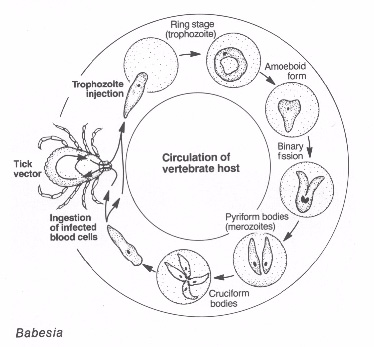 Ring stage
(trophozoite)
Trophozoite
injection
Amoeboid
form
Binary
fission
Tick
vector
Circulation of
vertebrate host
Ingestion
of infected
blood cells
Pyriform bodies
(merozoites)
Cruciform
bodies
Babesia